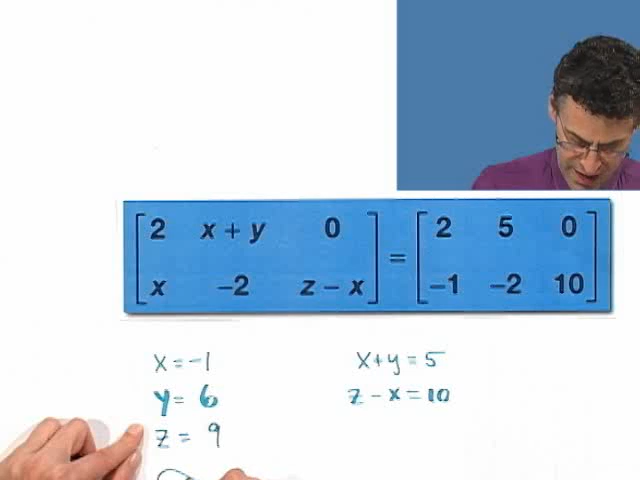 [2 x + y 0] = [2 5 0]
[x −2 z − x] = [−1 −2 10]
x = -1 x+y = 5
y = 6 z - x = 10
z = 9